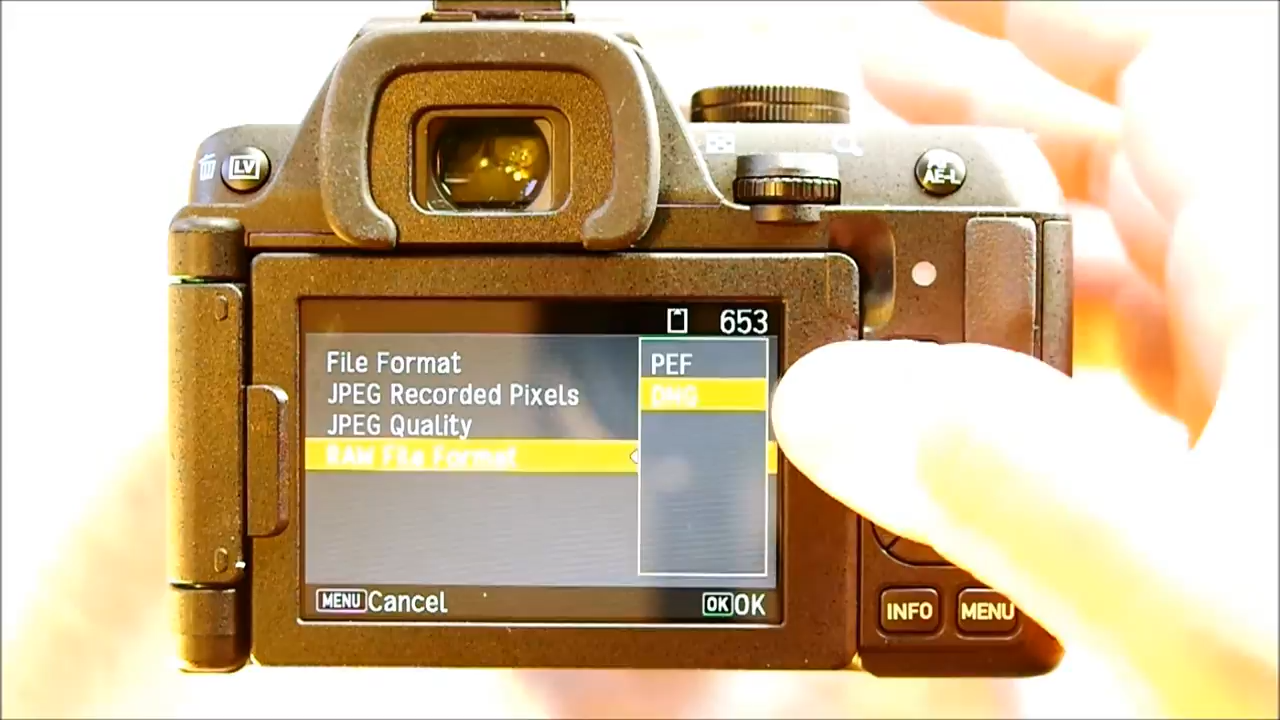 LV
AF
AE-L
653
File Format
JPEG Recorded Pixels
JPEG Quality
RAW File Format
PEF
DNG
MENU Cancel
OK OK
INFO
MENU